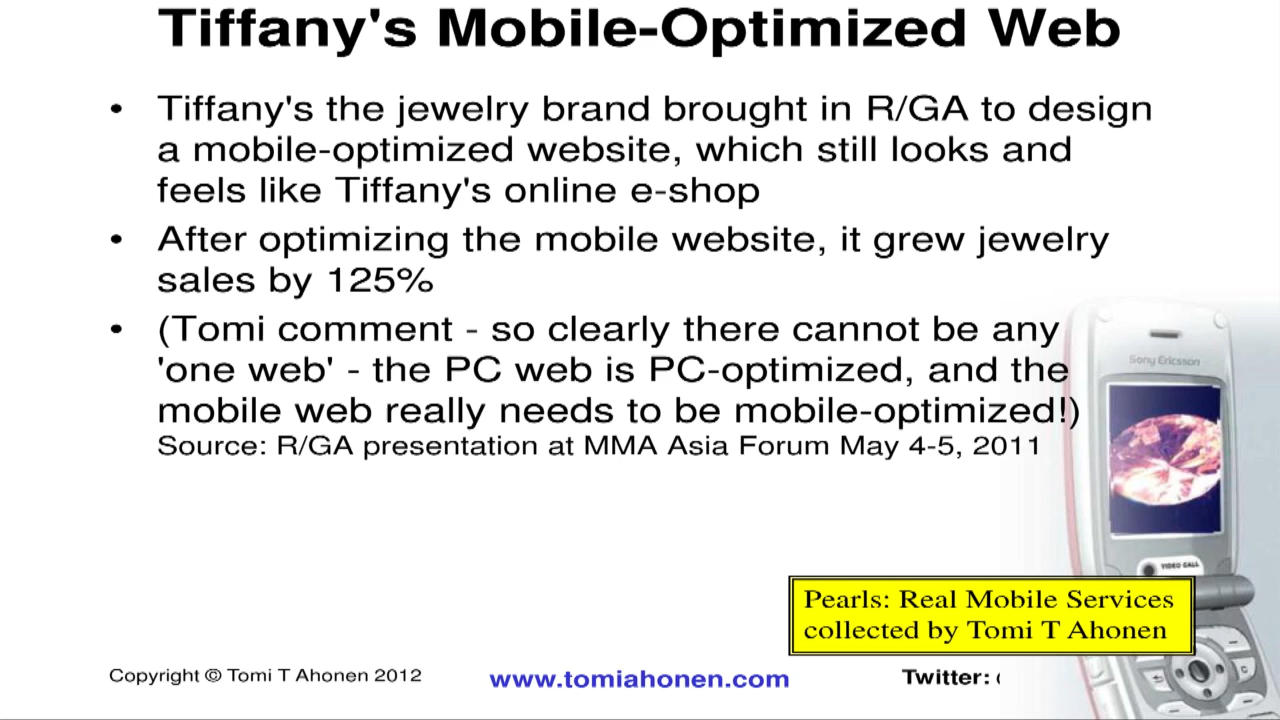 Tiffany's Mobile-Optimized Web
• Tiffany's the jewelry brand brought in R/GA to design
a mobile-optimized website, which still looks and
feels like Tiffany's online e-shop
• After optimizing the mobile website, it grew jewelry
sales by 125%
• (Tomi comment - so clearly there cannot be any
'one web' - the PC web is PC-optimized, and the
mobile web really needs to be mobile-optimized!)
Source: R/GA presentation at MMA Asia Forum May 4-5, 2011
Sony Ericsson
VIDEO CALL
Pearls: Real Mobile Services
collected by Tomi T Ahonen
Copyright © Tomi T Ahonen 2012
www.tomiahonen.com
Twitter: